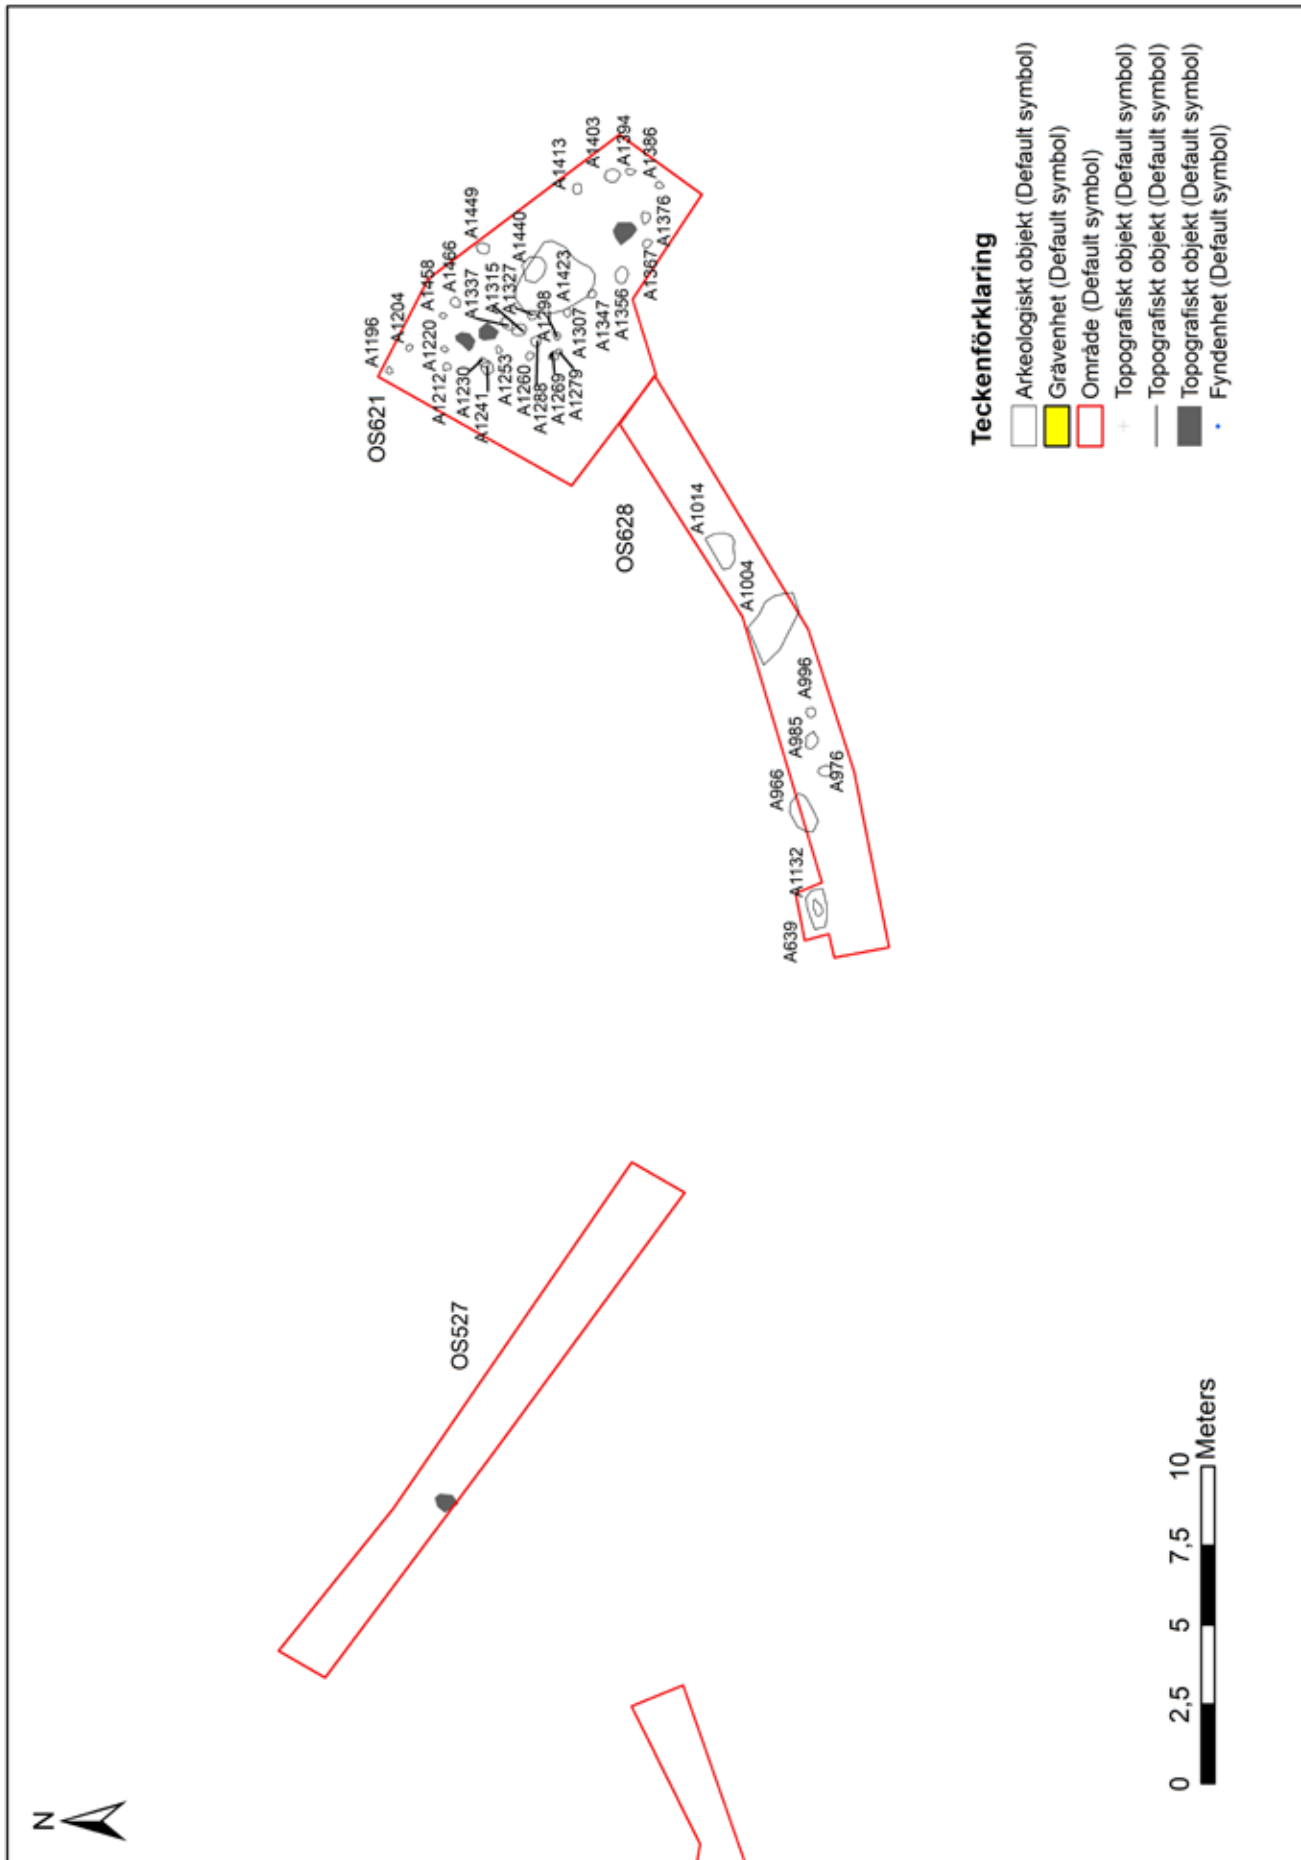 N
OS527
OS621
OS628
A1196
A1204
A1212
A1220
A1458
A1466
A1230
A1241
A1337
A1315
A1327
A1449
A1440
A1253
A1260
A1288
A1298
A1269
A1279
A1307
A1423
A1347
A1356
A1367
A1376
A1413
A1403
A1394
A1386
A1014
A1004
A996
A985
A976
A966
A1132
A639
Teckenförklaring
Arkeologiskt objekt (Default symbol)
Grävenhet (Default symbol)
Område (Default symbol)
Topografiskt objekt (Default symbol)
Topografiskt objekt (Default symbol)
Topografiskt objekt (Default symbol)
Fyndenhet (Default symbol)
0 2,5 5 7,5 10
Meters